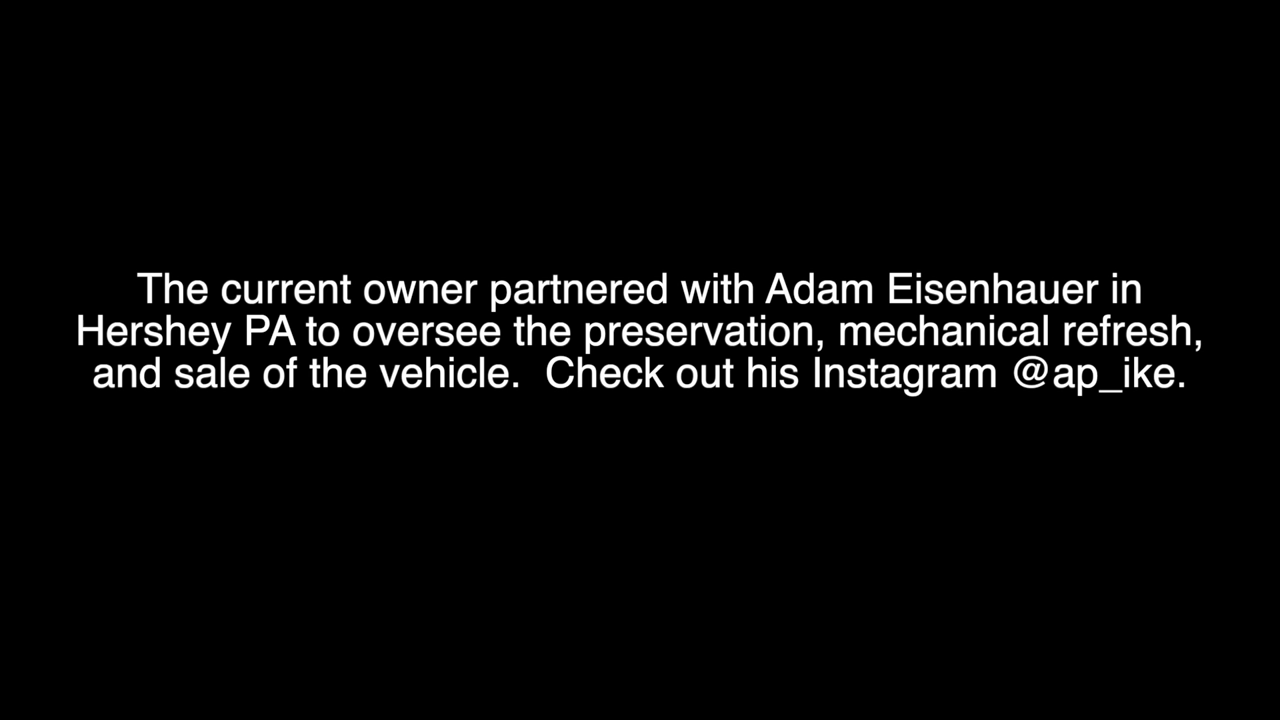 The current owner partnered with Adam Eisenhauer in
Hershey PA to oversee the preservation, mechanical refresh,
and sale of the vehicle.  Check out his Instagram @ap_ike.